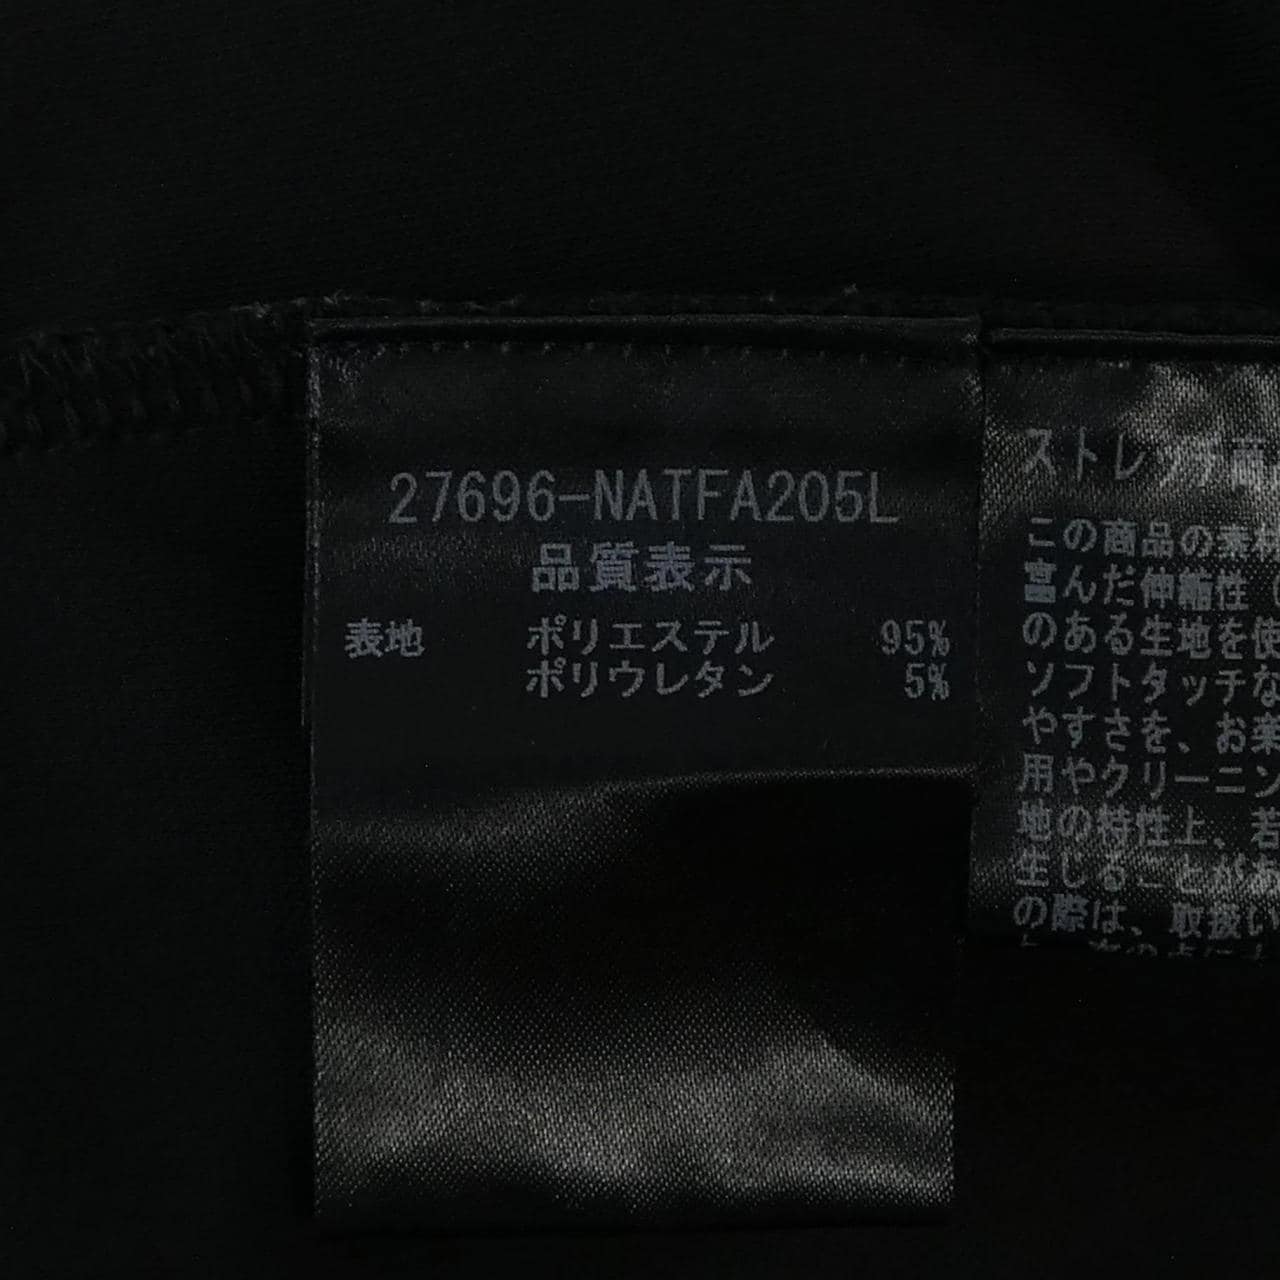 27696-NATFA205L
品質表示
表地 ポリエステル 95%
ポリウレタン 5%
ストレッチ
この商品の素材
富んだ伸縮性
のある生地を使
ソフトタッチな
やすさを、お楽
用やクリーニン
地の特性上、若
生じることがあ
の際は、取扱い